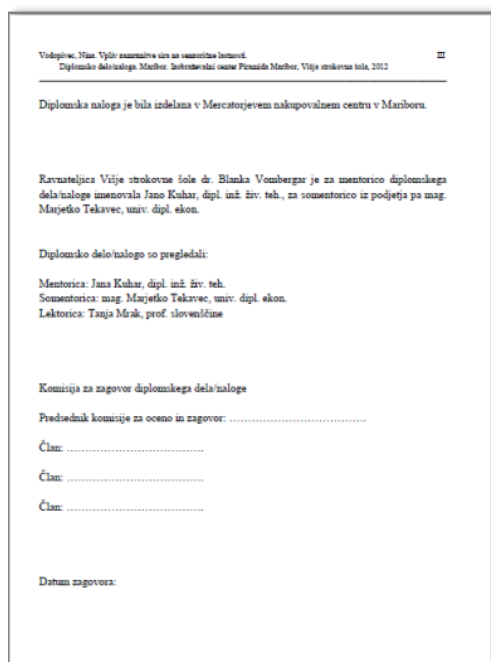 Vodopivec, Nina. Vpliv zamrznitve sira na senzorične lastnosti. III
Diplomsko delo/naloga. Maribor. Izobraževalni center Piramida Maribor, Višja strokovna šola, 2012
Diplomska naloga je bila izdelana v Mercatorjevem nakupovalnem centru v Mariboru.
Ravnateljica Višje strokovne šole dr. Blanka Vombergar je za mentorico diplomskega
dela/naloge imenovala Jano Kuhar, dipl. inž. živ. teh., za somentorico iz podjetja pa mag.
Marjetko Tekavec, univ. dipl. ekon.
Diplomsko delo/nalogo so pregledali:
Mentorica: Jana Kuhar, dipl. inž. živ. teh.
Somentorica: mag. Marjetko Tekavec, univ. dipl. ekon.
Lektorica: Tanja Mrak, prof. slovenščine
Komisija za zagovor diplomskega dela/naloge
Predsednik komisije za oceno in zagovor: …………………………………
Član: …………………………………
Član: …………………………………
Član: …………………………………
Datum zagovora: